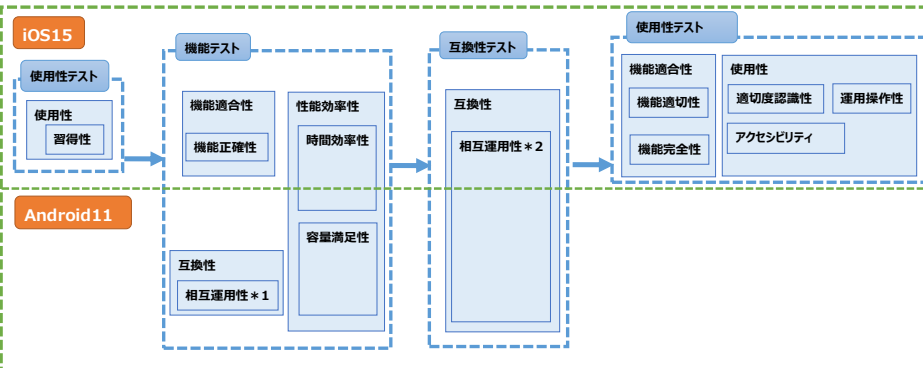 iOS15
使用性テスト
使用性
習得性
機能テスト
機能適合性
機能正確性
性能効率性
時間効率性
容量満足性
互換性
相互運用性＊1
互換性テスト
互換性
相互運用性＊2
使用性テスト
機能適合性
機能適切性
機能完全性
使用性
適切度認識性
運用操作性
アクセシビリティ
Android11